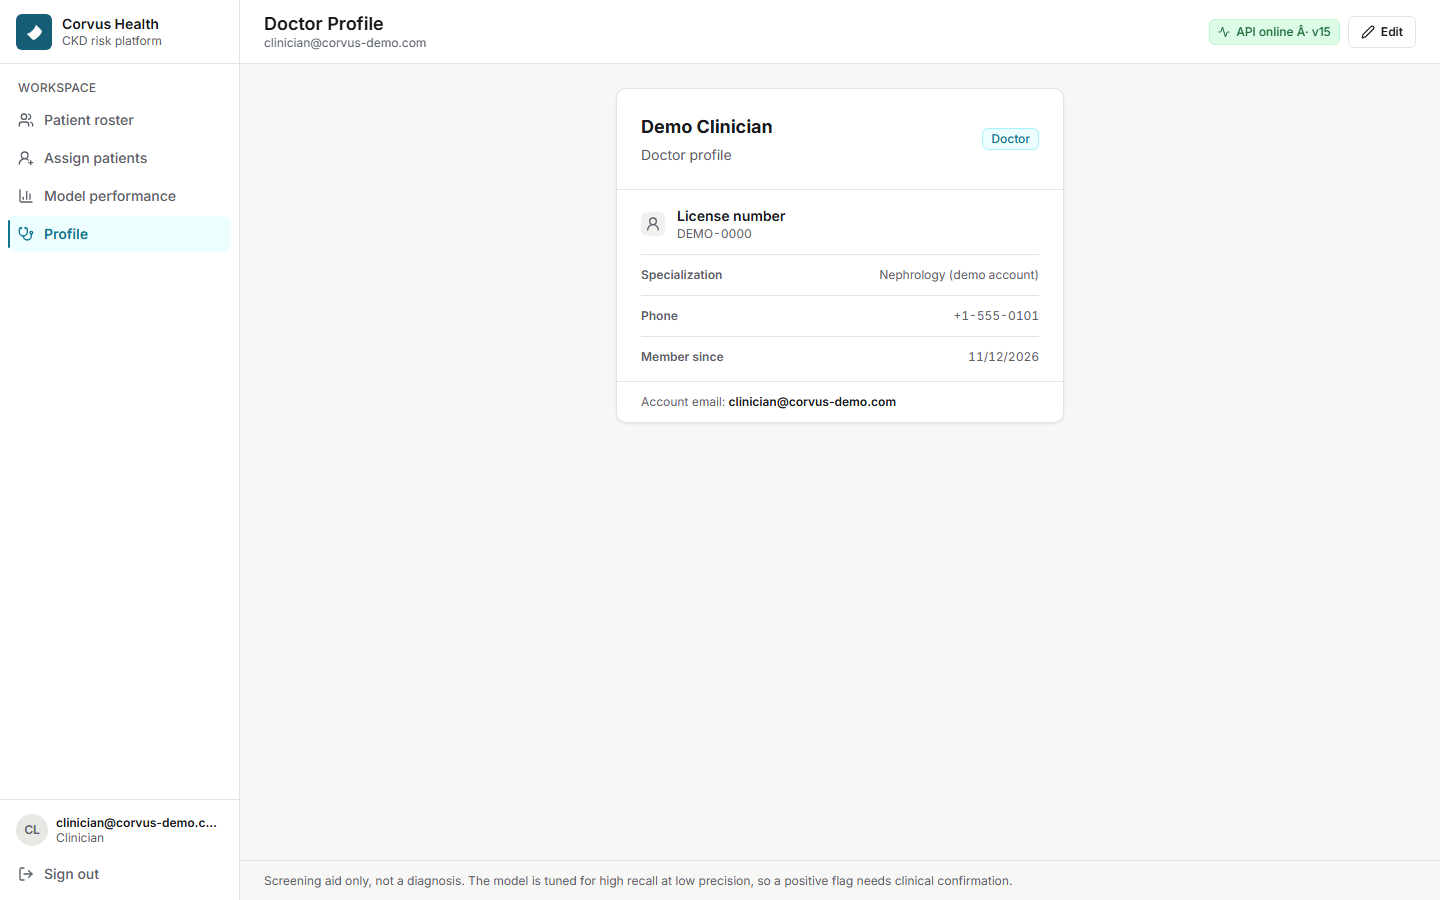 Corvus Health
CKD risk platform
WORKSPACE
Patient roster
Assign patients
Model performance
Profile
clinician@corvus-demo.c...
CL
Clinician
Sign out
Doctor Profile
clinician@corvus-demo.com
API online Â· v15
Edit
Demo Clinician
Doctor profile
Doctor
License number
DEMO-0000
Specialization Nephrology (demo account)
Phone +1-555-0101
Member since 11/12/2026
Account email: clinician@corvus-demo.com
Screening aid only, not a diagnosis. The model is tuned for high recall at low precision, so a positive flag needs clinical confirmation.